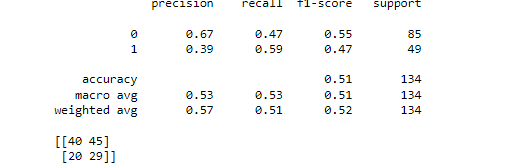 precision recall f1-score support
0 0.67 0.47 0.55 85
1 0.39 0.59 0.47 49
accuracy 0.51 134
macro avg 0.53 0.53 0.51 134
weighted avg 0.57 0.51 0.52 134
[[40 45]
[20 29]]